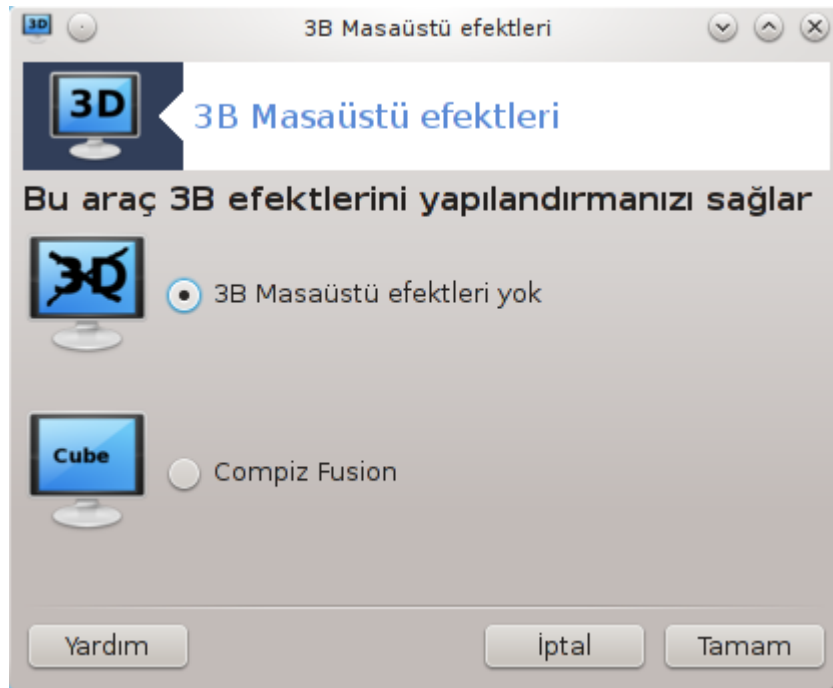 3D
3B Masaüstü efektleri
3D
3B Masaüstü efektleri
Bu araç 3B efektlerini yapılandırmanızı sağlar
3D
3B Masaüstü efektleri yok
Cube
Compiz Fusion
Yardım
İptal
Tamam